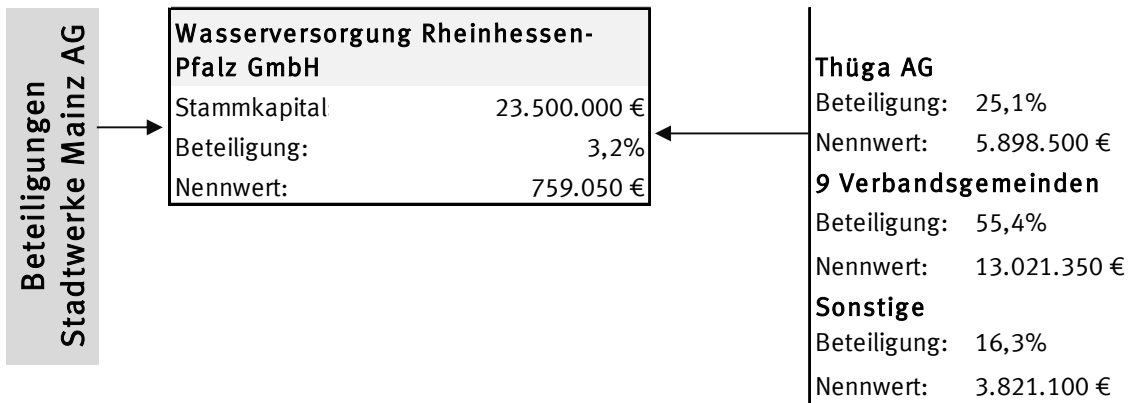 Beteiligungen
Stadtwerke Mainz AG
Wasserversorgung Rheinhessen-
Pfalz GmbH
Stammkapital:
23.500.000 €
Beteiligung:
3,2%
Nennwert:
759.050 €
Thüga AG
Beteiligung: 25,1%
Nennwert: 5.898.500 €
9 Verbandsgemeinden
Beteiligung: 55,4%
Nennwert: 13.021.350 €
Sonstige
Beteiligung: 16,3%
Nennwert: 3.821.100 €